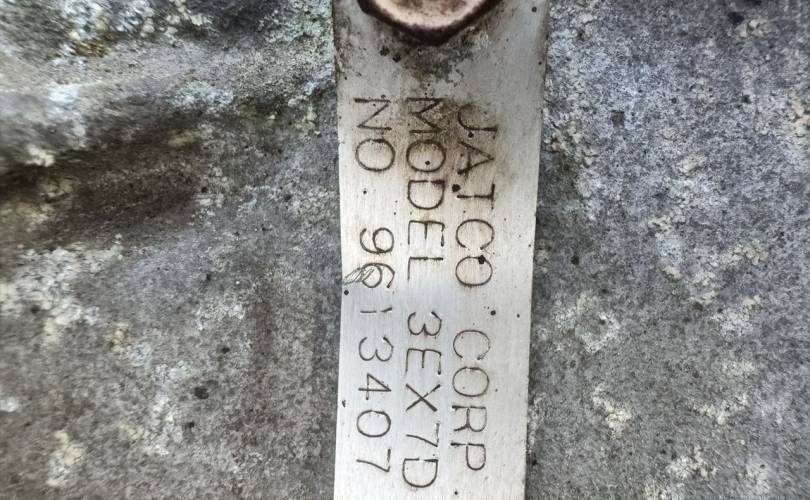 JATCO CORP
MODEL 3EX7D
NO 9613407